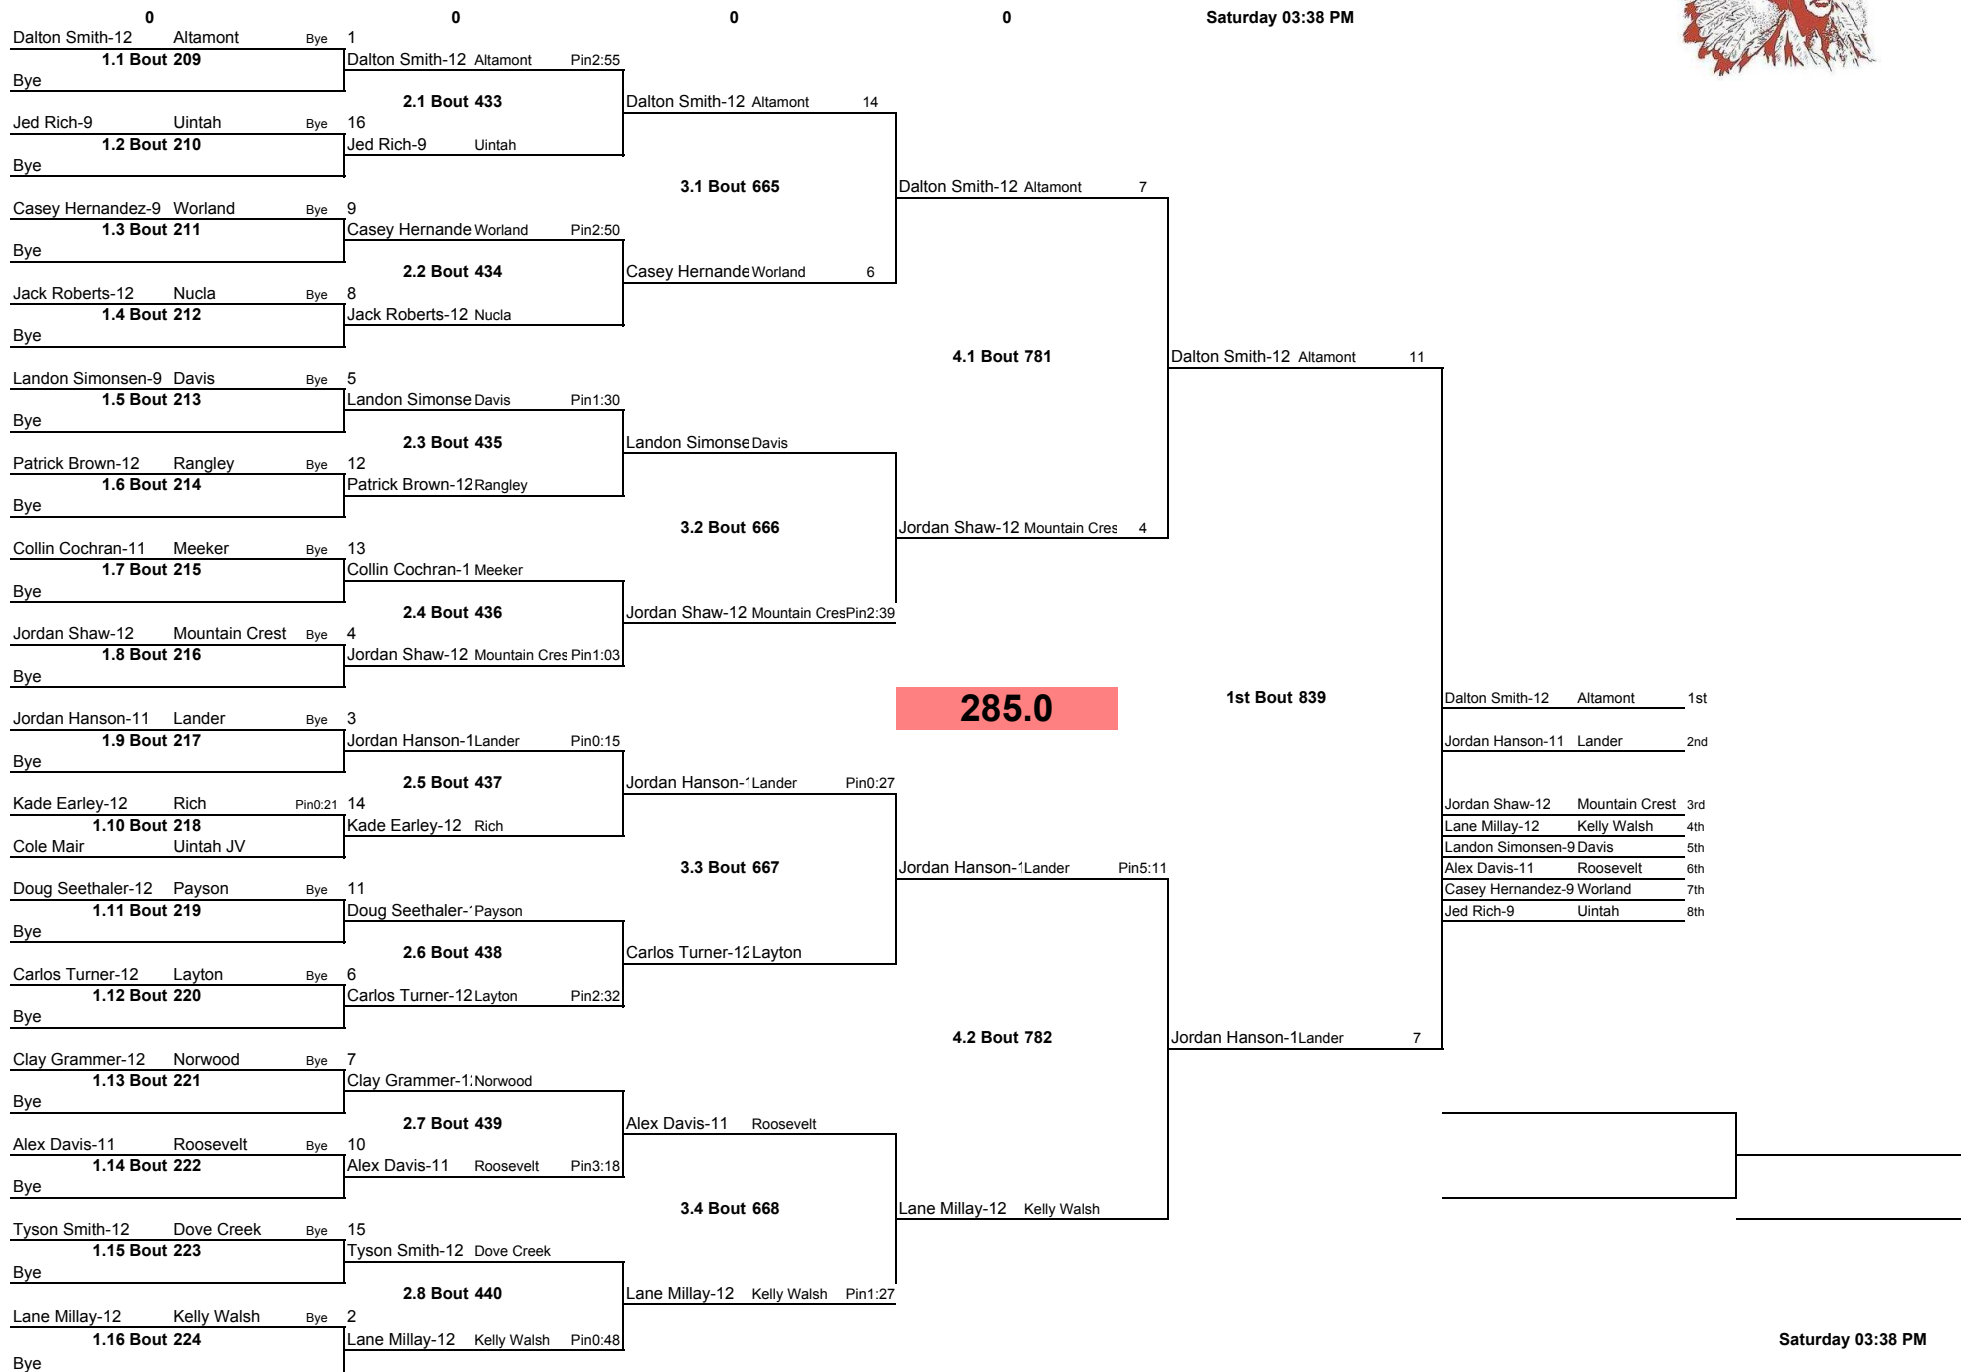 0 0 0 0 Saturday 03:38 PM
Dalton Smith-12 Altamont Bye 1
1.1 Bout 209
Dalton Smith-12 Altamont Pin2:55
Bye
2.1 Bout 433
Dalton Smith-12 Altamont 14
Jed Rich-9 Uintah Bye 16
1.2 Bout 210
Jed Rich-9 Uintah
Bye
3.1 Bout 665
Dalton Smith-12 Altamont 7
Casey Hernandez-9 Worland Bye 9
1.3 Bout 211
Casey Hernande Worland Pin2:50
Bye
2.2 Bout 434
Casey Hernande Worland 6
Jack Roberts-12 Nucla Bye 8
1.4 Bout 212
Jack Roberts-12 Nucla
Bye
4.1 Bout 781
Dalton Smith-12 Altamont 11
Landon Simonsen-9 Davis Bye 5
1.5 Bout 213
Landon Simonse Davis Pin1:30
Bye
2.3 Bout 435
Landon Simonse Davis
Patrick Brown-12 Rangley Bye 12
1.6 Bout 214
Patrick Brown-12 Rangley
Bye
3.2 Bout 666
Jordan Shaw-12 Mountain Cres 4
Collin Cochran-11 Meeker Bye 13
1.7 Bout 215
Collin Cochran-1 Meeker
Bye
2.4 Bout 436
Jordan Shaw-12 Mountain Cres Pin2:39
Jordan Shaw-12 Mountain Crest Bye 4
1.8 Bout 216
Jordan Shaw-12 Mountain Cres Pin1:03
Bye
285.0
1st Bout 839
Dalton Smith-12 Altamont 1st
Jordan Hanson-11 Lander Bye 3
1.9 Bout 217
Jordan Hanson-1 Lander Pin0:15
Jordan Hanson-11 Lander 2nd
Bye
2.5 Bout 437
Jordan Hanson-1 Lander Pin0:27
Kade Earley-12 Rich Pin0:21 14
Jordan Shaw-12 Mountain Crest 3rd
1.10 Bout 218
Kade Earley-12 Rich
Lane Millay-12 Kelly Walsh 4th
Cole Mair Uintah JV
Landon Simonsen-9 Davis 5th
3.3 Bout 667
Jordan Hanson-1 Lander Pin5:11
Alex Davis-11 Roosevelt 6th
Doug Seethaler-12 Payson Bye 11
Casey Hernandez-9 Worland 7th
1.11 Bout 219
Doug Seethaler-1 Payson
Jed Rich-9 Uintah 8th
Bye
2.6 Bout 438
Carlos Turner-12 Layton
Carlos Turner-12 Layton Bye 6
1.12 Bout 220
Carlos Turner-12 Layton Pin2:32
Bye
4.2 Bout 782
Jordan Hanson-1 Lander 7
Clay Grammer-12 Norwood Bye 7
1.13 Bout 221
Clay Grammer-12 Norwood
Bye
2.7 Bout 439
Alex Davis-11 Roosevelt
Alex Davis-11 Roosevelt Bye 10
1.14 Bout 222
Alex Davis-11 Roosevelt Pin3:18
Bye
3.4 Bout 668
Lane Millay-12 Kelly Walsh
Tyson Smith-12 Dove Creek Bye 15
1.15 Bout 223
Tyson Smith-12 Dove Creek
Bye
2.8 Bout 440
Lane Millay-12 Kelly Walsh Pin1:27
Lane Millay-12 Kelly Walsh Bye 2
1.16 Bout 224
Lane Millay-12 Kelly Walsh Pin0:48
Saturday 03:38 PM
Bye